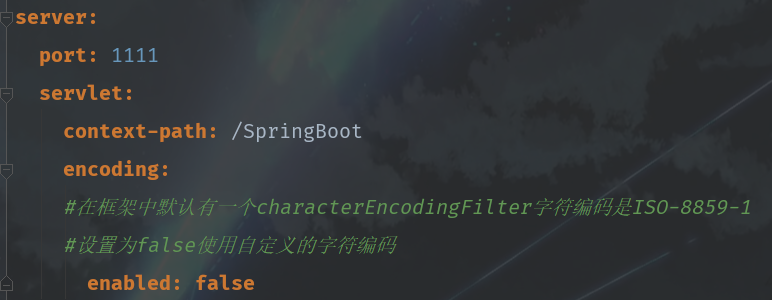 server:
port: 1111
servlet:
context-path: /SpringBoot
encoding:
#在框架中默认有一个characterEncodingFilter字符编码是ISO-8859-1
#设置为false使用自定义的字符编码
enabled: false